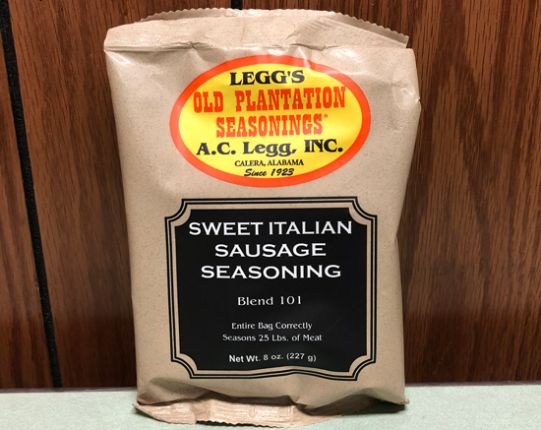 LEGG'S
OLD PLANTATION
SEASONINGS®
A.C. LEGG, INC.
CALERA, ALABAMA
Since 1923
SWEET ITALIAN
SAUSAGE
SEASONING
Blend 101
Entire Bag Correctly
Seasons 25 Lbs. of Meat
Net Wt. 8 oz. (227 g)